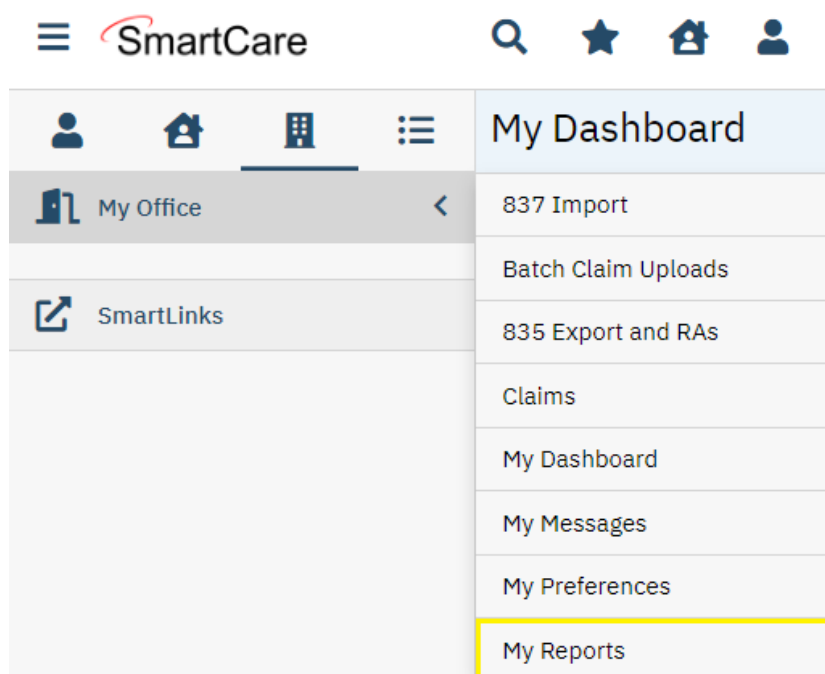 SmartCare
My Office
SmartLinks
My Dashboard
837 Import
Batch Claim Uploads
835 Export and RAs
Claims
My Dashboard
My Messages
My Preferences
My Reports